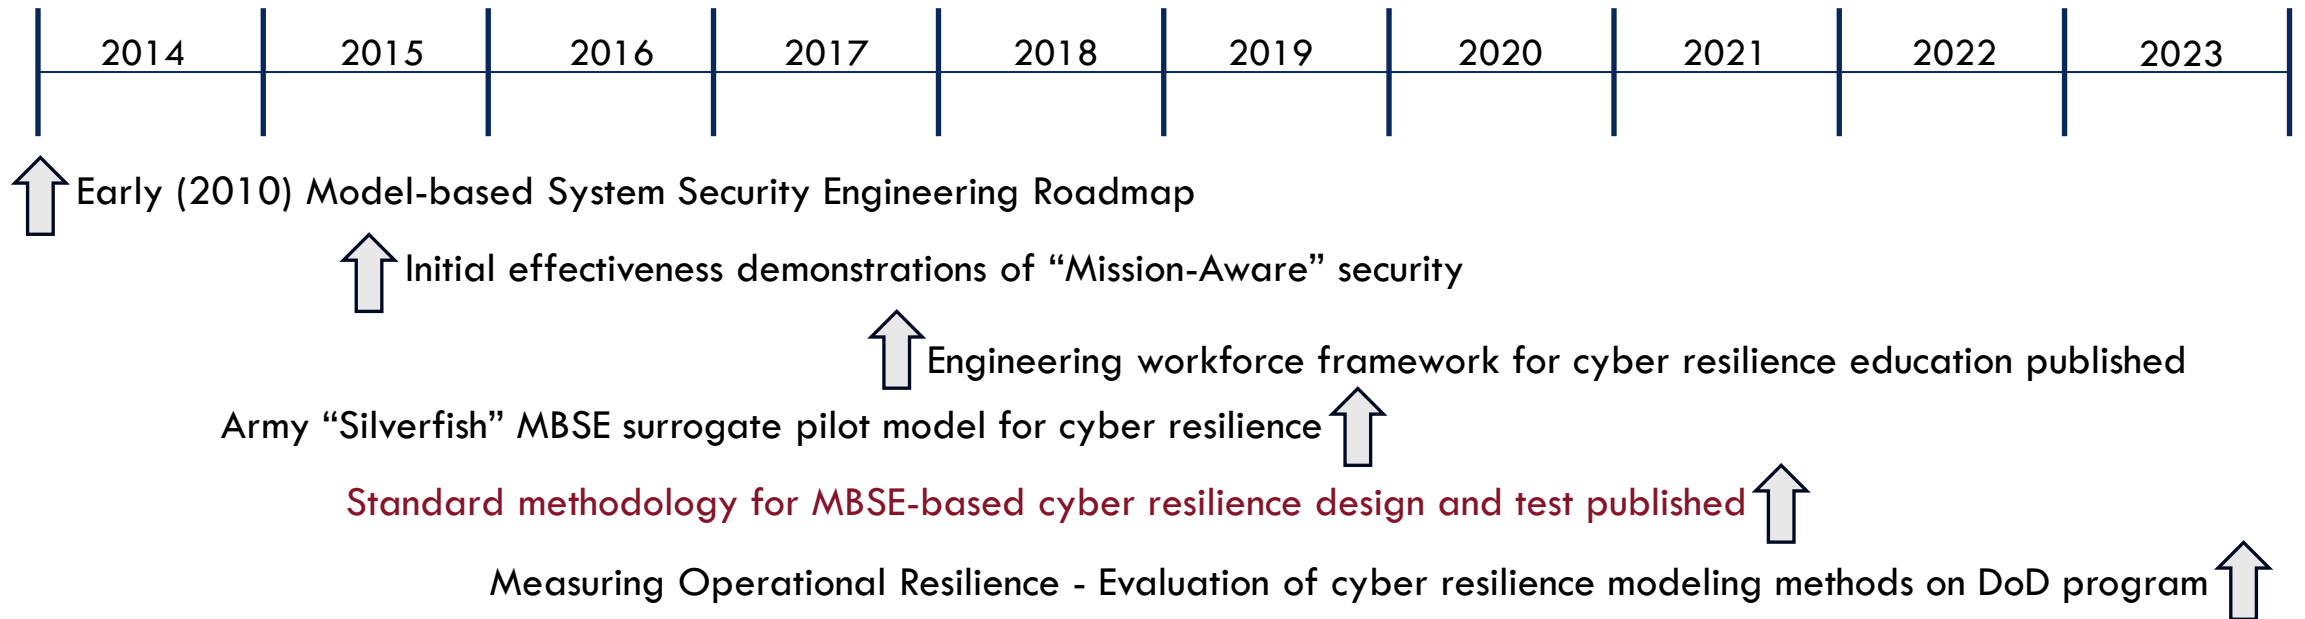 2014 2015 2016 2017 2018 2019 2020 2021 2022 2023
Early (2010) Model-based System Security Engineering Roadmap
Initial effectiveness demonstrations of “Mission-Aware” security
Engineering workforce framework for cyber resilience education published
Army “Silverfish” MBSE surrogate pilot model for cyber resilience
Standard methodology for MBSE-based cyber resilience design and test published
Measuring Operational Resilience - Evaluation of cyber resilience modeling methods on DoD program